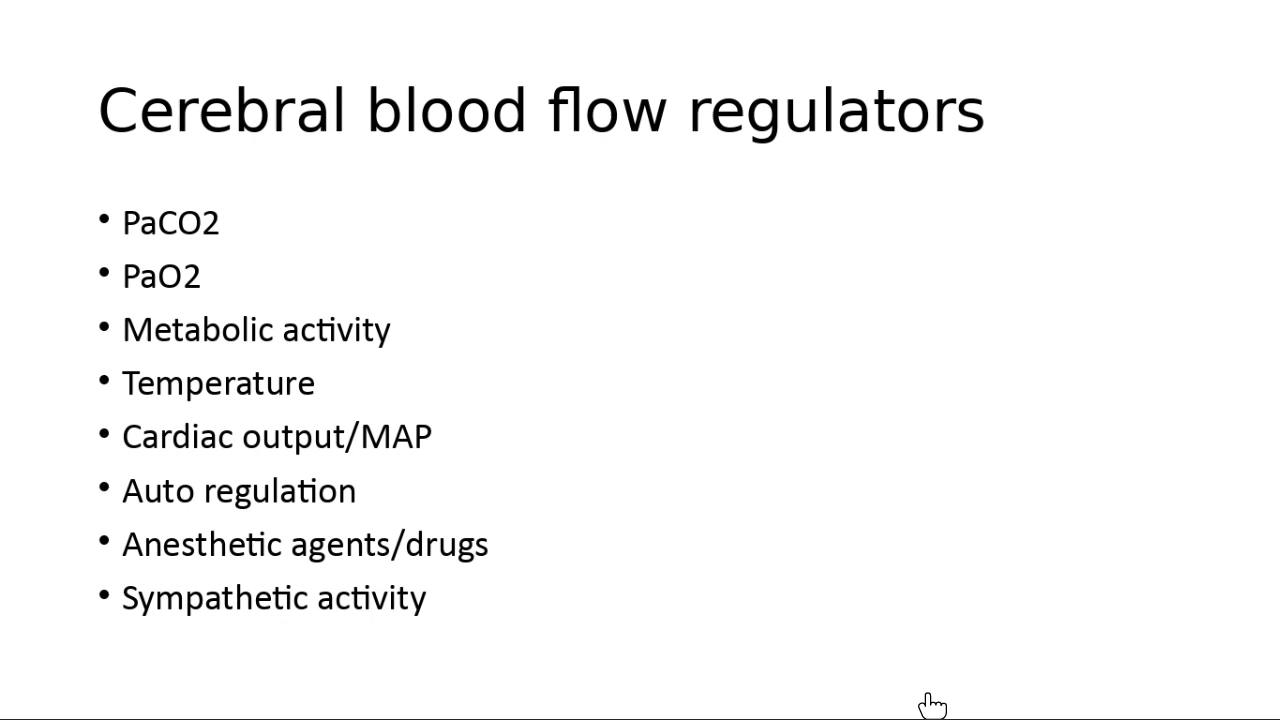 Cerebral blood flow regulators
• PaCO2
• PaO2
• Metabolic activity
• Temperature
• Cardiac output/MAP
• Auto regulation
• Anesthetic agents/drugs
• Sympathetic activity